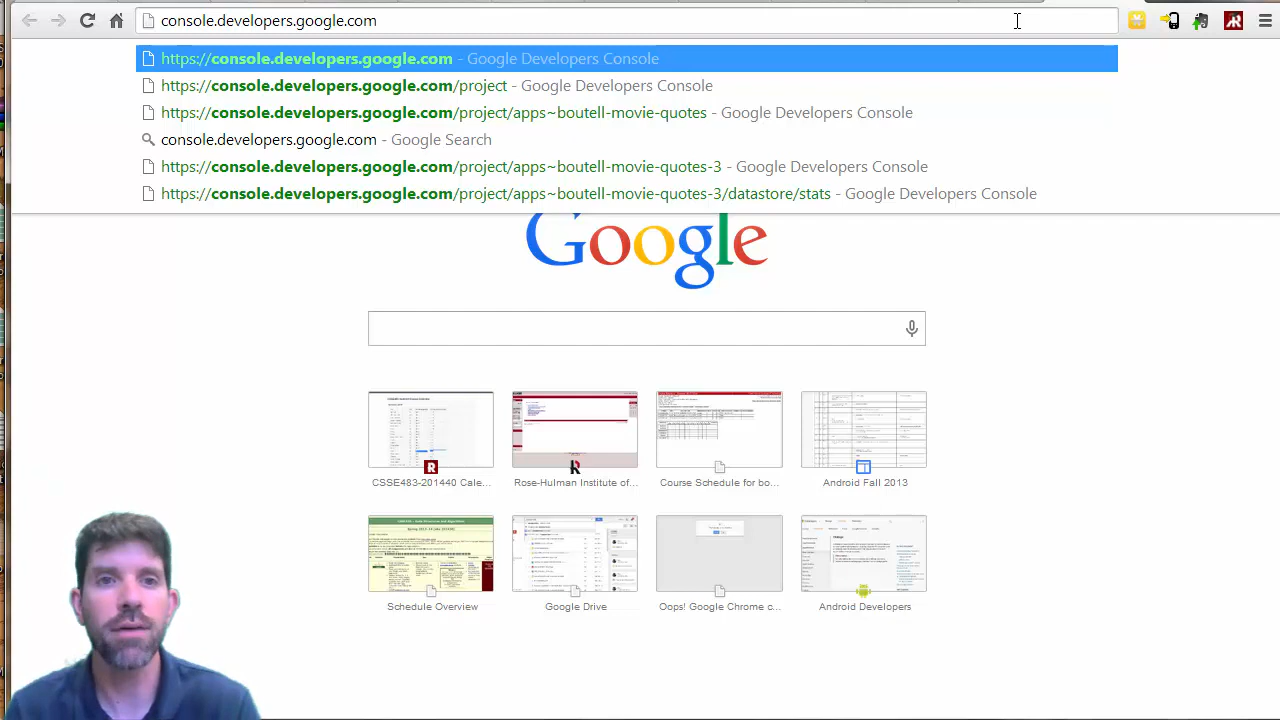 console.developers.google.com
https://console.developers.google.com - Google Developers Console
https://console.developers.google.com/project - Google Developers Console
https://console.developers.google.com/project/apps~boutell-movie-quotes - Google Developers Console
console.developers.google.com - Google Search
https://console.developers.google.com/project/apps~boutell-movie-quotes-3 - Google Developers Console
https://console.developers.google.com/project/apps~boutell-movie-quotes-3/datastore/stats - Google Developers Console
Google
CSSE483-201440 Cale...
Rose-Hulman Institute of...
Course Schedule for bo...
Android Fall 2013
Schedule Overview
Google Drive
Oops! Google Chrome c...
Android Developers